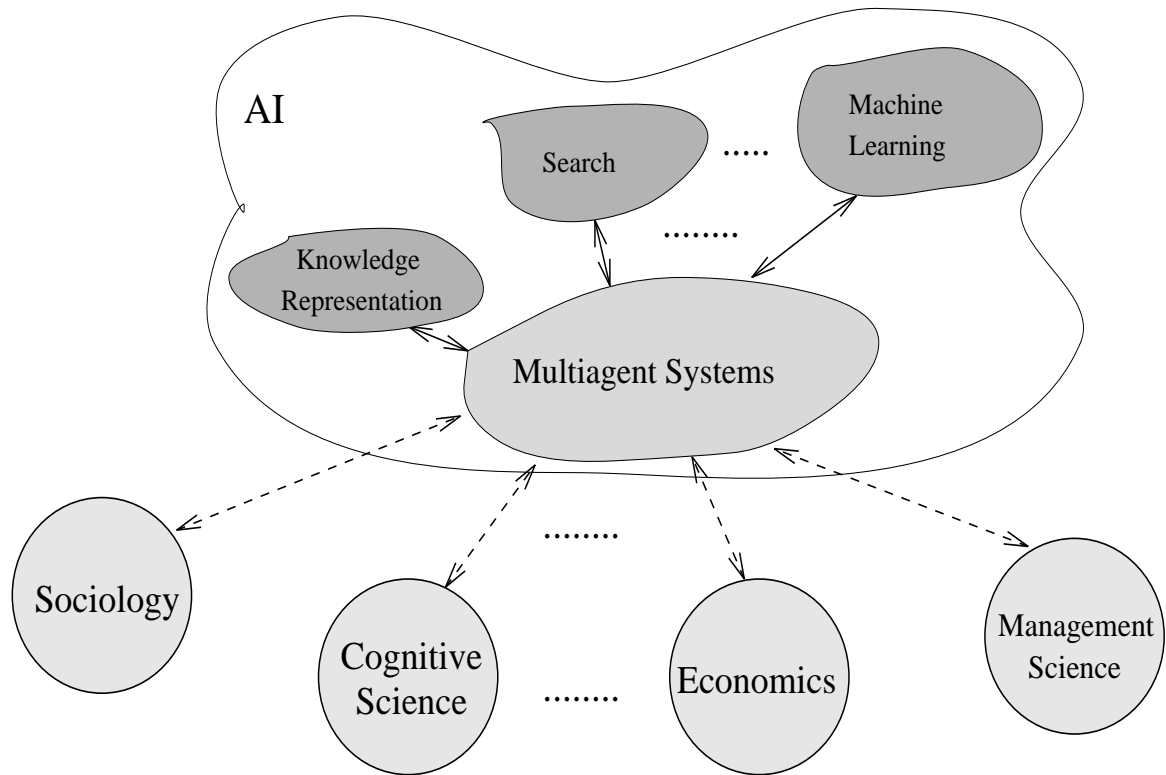 AI
Machine
Learning
Search
.....
........
Knowledge
Representation
Multiagent Systems
........
Sociology
Cognitive
Science
Economics
Management
Science
........